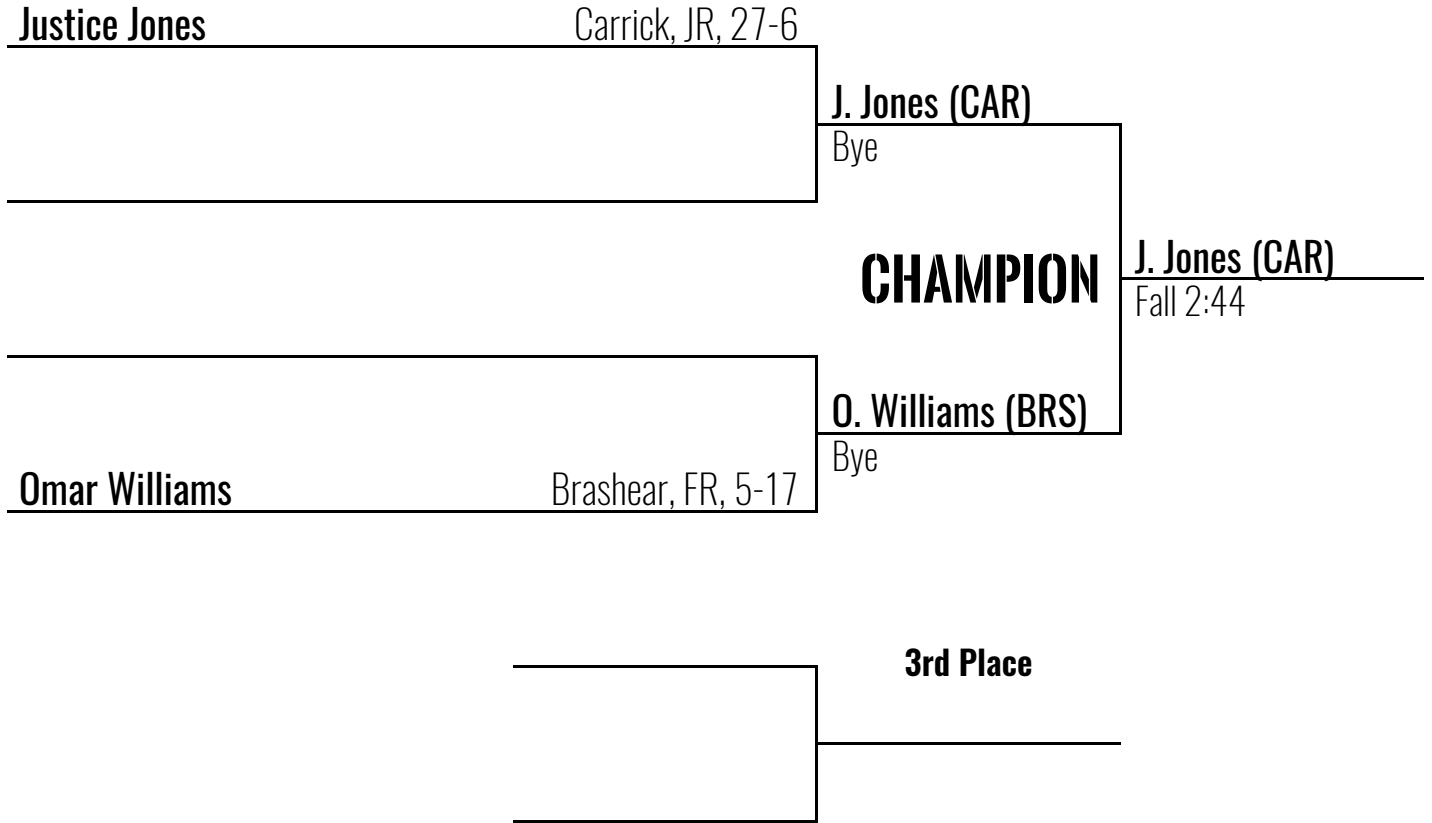 Justice Jones Carrick, JR, 27-6
J. Jones (CAR)
Bye
CHAMPION
J. Jones (CAR)
Fall 2:44
O. Williams (BRS)
Bye
Omar Williams Brashear, FR, 5-17
3rd Place